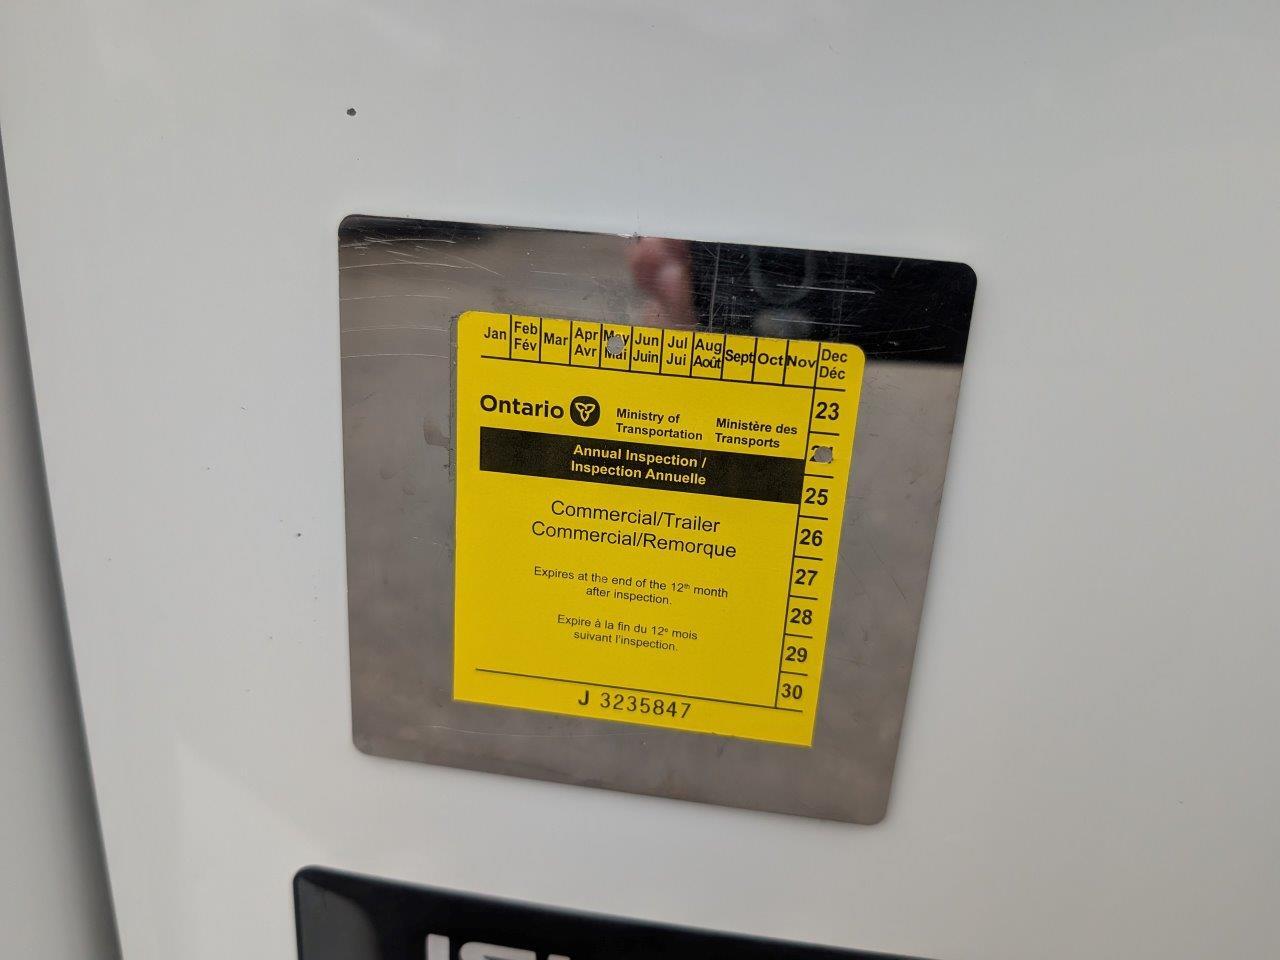 Jan Feb Mar Apr May Jun Jul Aug Sept Oct Nov Dec
Fév Avr Mai Juin Jui Août Déc
23
Ontario Ministry of Transportation Ministère des Transports
24
Annual Inspection /
Inspection Annuelle
25
Commercial/Trailer
26
Commercial/Remorque
27
Expires at the end of the 12th month
after inspection.
28
Expire à la fin du 12e mois
suivant l'inspection.
29
30
J 3235847